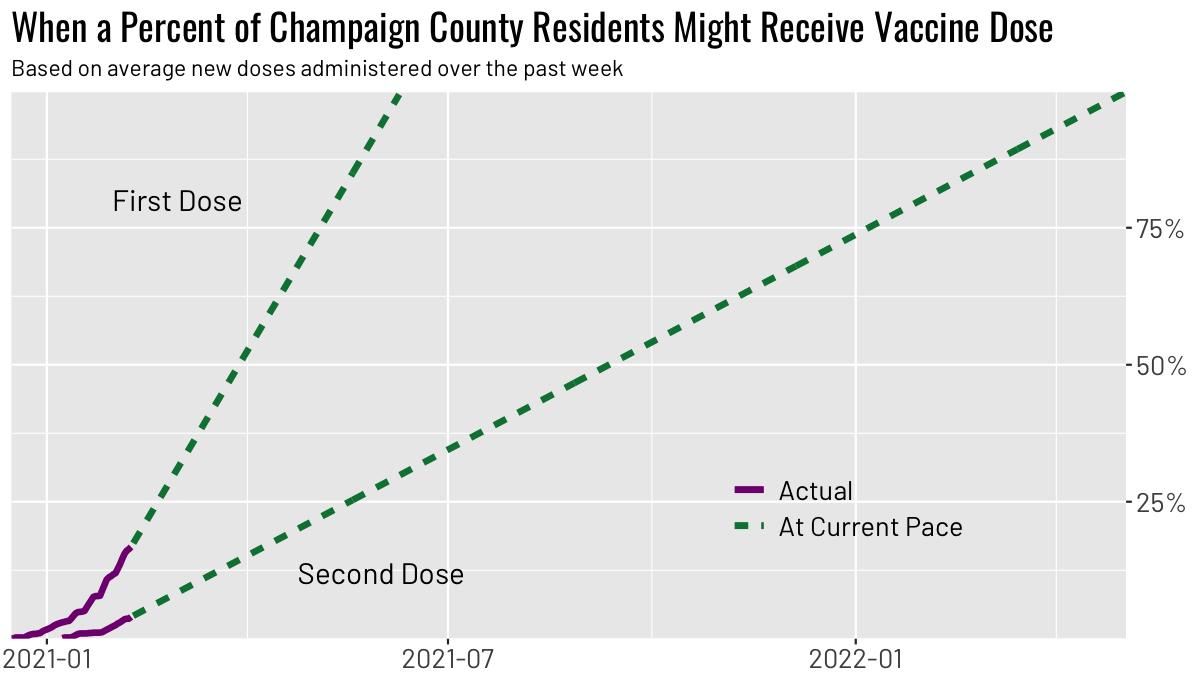 When a Percent of Champaign County Residents Might Receive Vaccine Dose
Based on average new doses administered over the past week
First Dose
75%
50%
Actual
25%
At Current Pace
Second Dose
2021-01
2021-07
2022-01